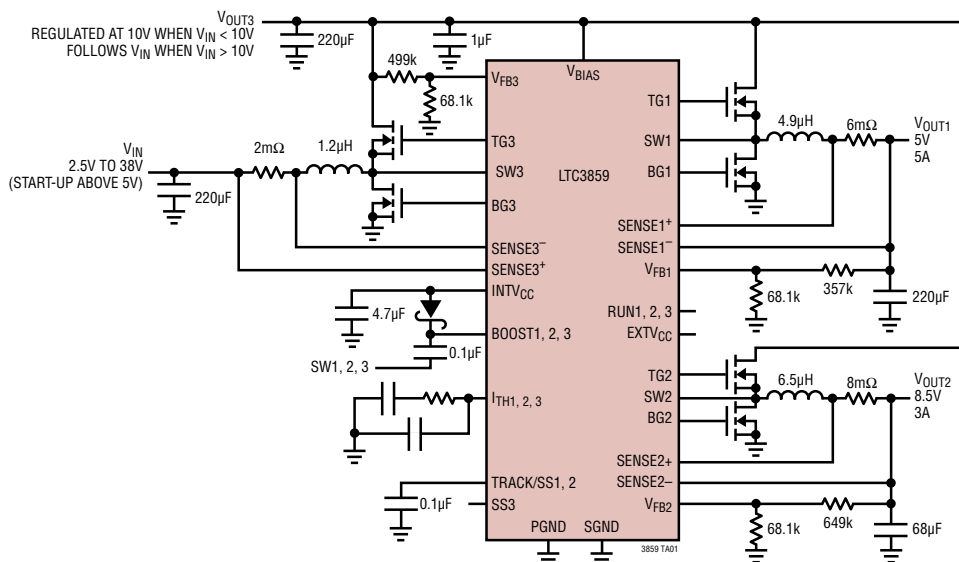 VOUT3
REGULATED AT 10V WHEN VIN < 10V
FOLLOWS VIN WHEN VIN > 10V
220µF
1µF
499k
68.1k
VFB3
VBIAS
TG1
4.9µH
6mΩ
VOUT1
5V
5A
VIN
2.5V TO 38V
(START-UP ABOVE 5V)
2mΩ
1.2µH
220µF
TG3
SW3
BG3
LTC3859
SW1
BG1
SENSE1+
SENSE1–
SENSE3–
SENSE3+
VFB1
68.1k
357k
220µF
INTVCC
4.7µF
BOOST1, 2, 3
0.1µF
SW1, 2, 3
RUN1, 2, 3
EXTVCC
TG2
6.5µH
8mΩ
VOUT2
8.5V
3A
ITH1, 2, 3
SW2
BG2
SENSE2+
SENSE2–
TRACK/SS1, 2
0.1µF
SS3
VFB2
68.1k
649k
68µF
PGND
SGND
3859 TA01